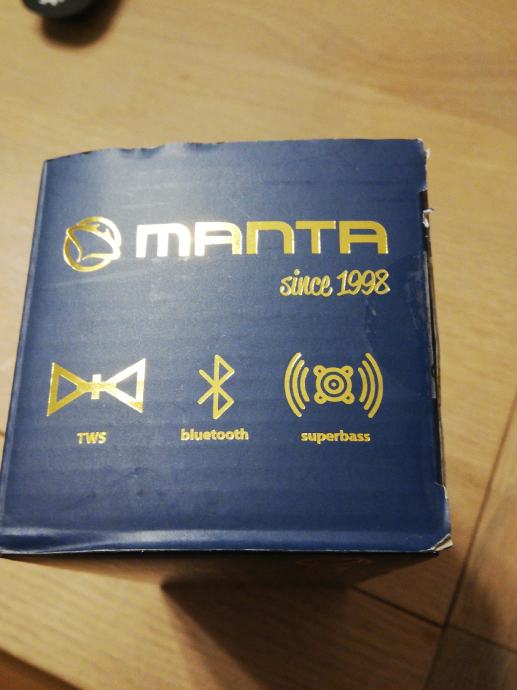 MANTA
since 1998
TWS bluetooth superbass